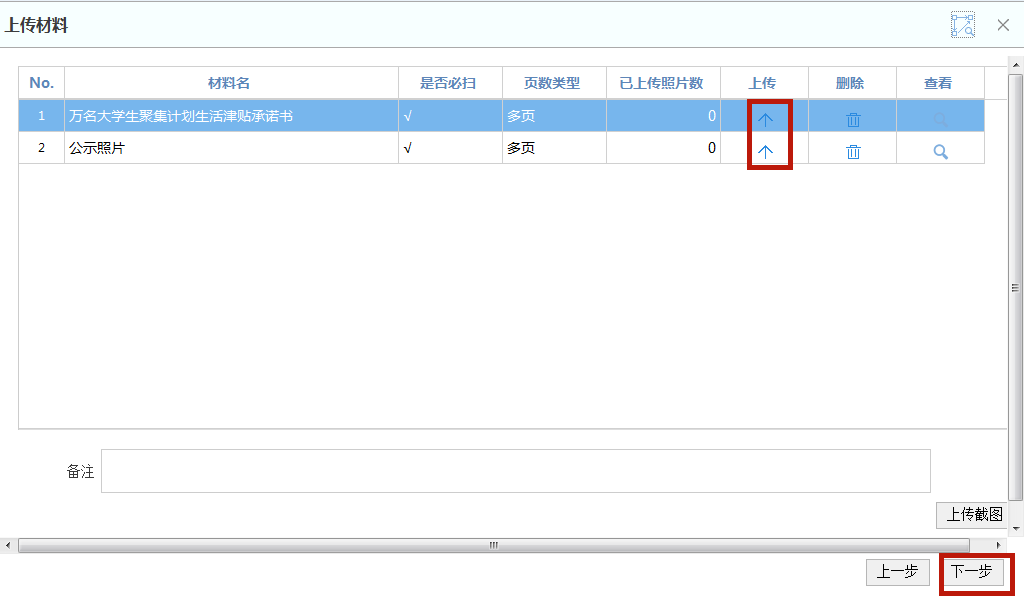 上传材料
No. 材料名 是否必扫 页数类型 已上传照片数 上传 删除 查看
1 万名大学生聚集计划生活津贴承诺书 √ 多页 0
2 公示照片 √ 多页 0
备注
上传截图
上一步 下一步